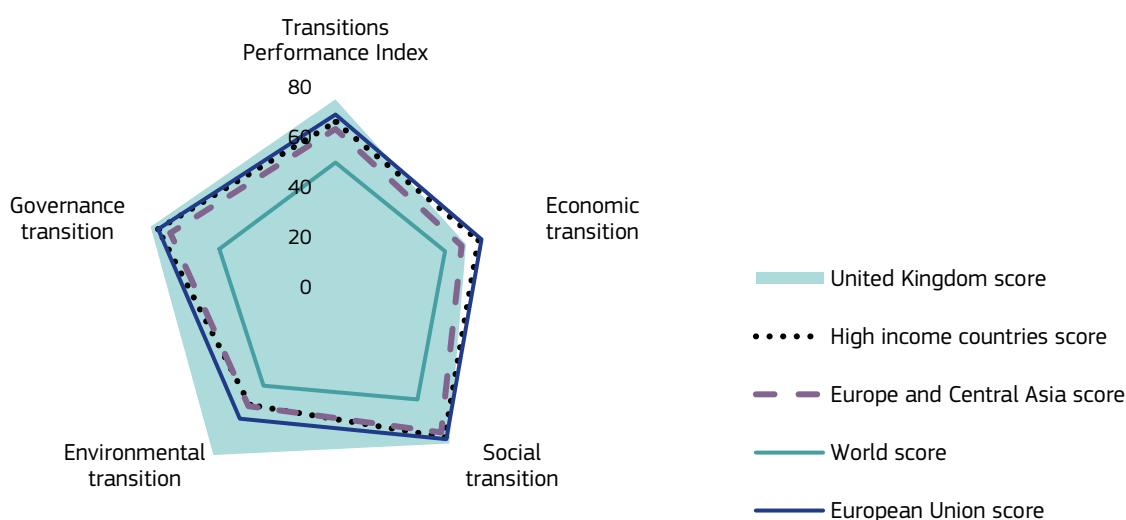 Transitions
Performance Index
80
60
40
20
0
Governance
transition
Economic
transition
Environmental
transition
Social
transition
United Kingdom score
High income countries score
Europe and Central Asia score
World score
European Union score